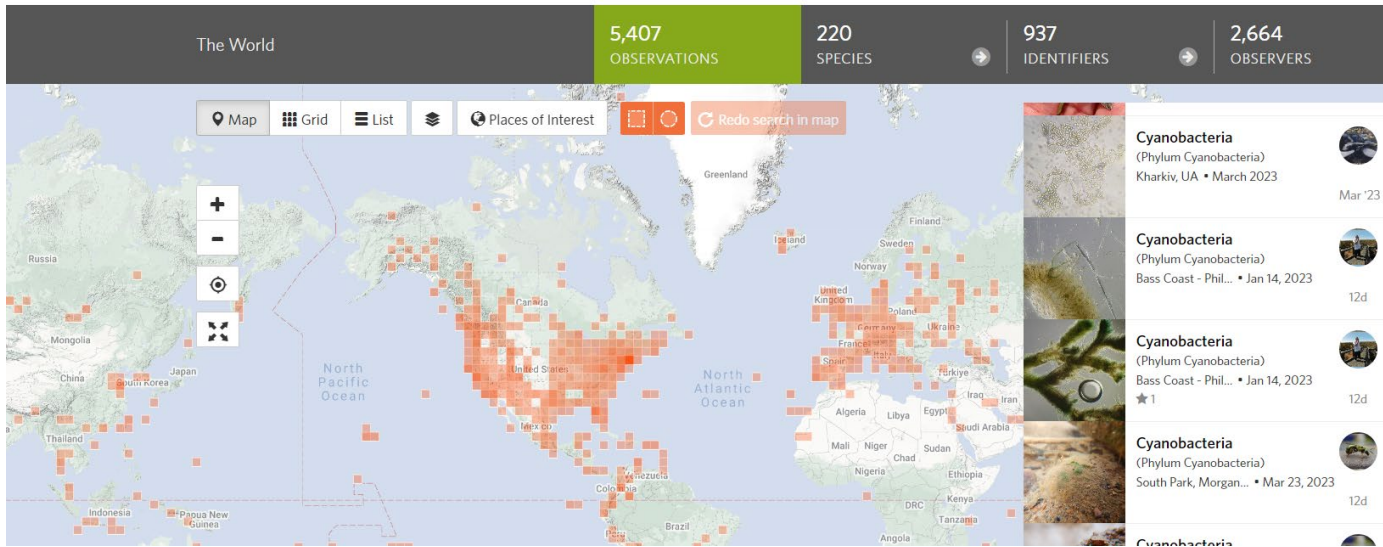 The World
5,407
OBSERVATIONS
220
SPECIES
937
IDENTIFIERS
2,664
OBSERVERS
Map
Grid
List
Places of Interest
Redo search in map
Greenland
Iceland
Finland
Sweden
Norway
Russia
Canada
United
Kingdom
Poland
Germany
Ukraine
France
Italy
Spain
Türkiye
Mongolia
China
South Korea
Japan
North
Pacific
Ocean
United States
North
Atlantic
Ocean
Iraq
Iran
Algeria
Libya
Egypt
Saudi Arabia
Mexico
Mali
Niger
Chad
Sudan
Thailand
Nigeria
Ethiopia
Venezuela
Colombia
Kenya
DRC
Indonesia
Papua New
Guinea
Tanzania
Brazil
Peru
Angola
Cyanobacteria
(Phylum Cyanobacteria)
Kharkiv, UA • March 2023
Mar '23
Cyanobacteria
(Phylum Cyanobacteria)
Bass Coast - Phil... • Jan 14, 2023
12d
Cyanobacteria
(Phylum Cyanobacteria)
Bass Coast - Phil... • Jan 14, 2023
1
12d
Cyanobacteria
(Phylum Cyanobacteria)
South Park, Morgan... • Mar 23, 2023
12d
Cyanobacteria